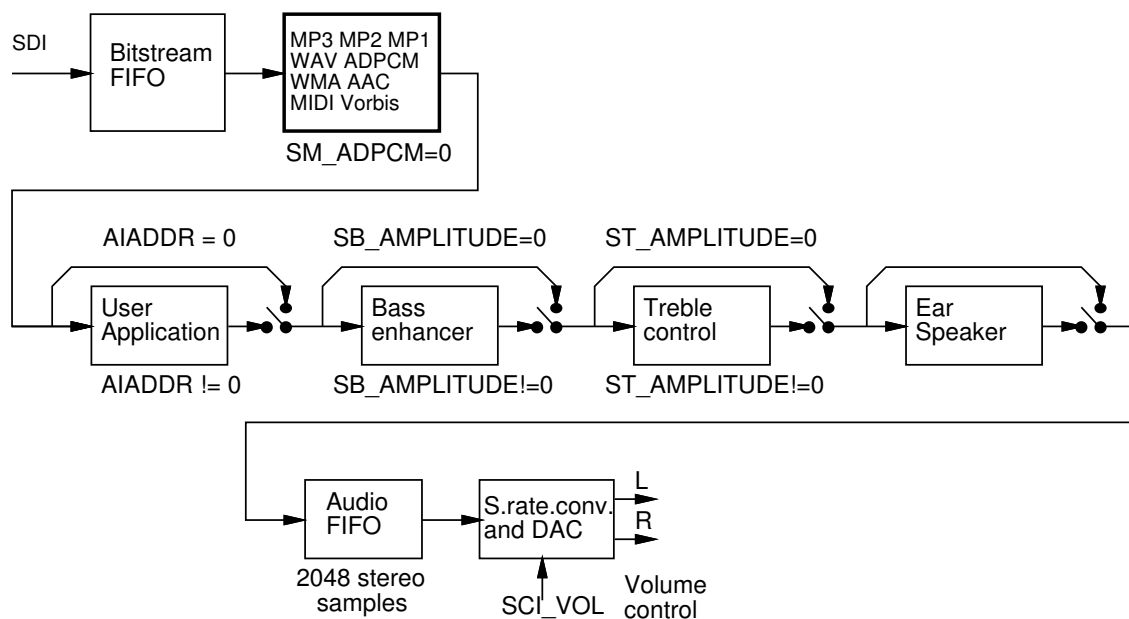 SDI
Bitstream
FIFO
MP3 MP2 MP1
WAV ADPCM
WMA AAC
MIDI Vorbis
SM_ADPCM=0
AIADDR = 0
SB_AMPLITUDE=0
ST_AMPLITUDE=0
User
Application
Bass
enhancer
Treble
control
Ear
Speaker
AIADDR != 0
SB_AMPLITUDE!=0
ST_AMPLITUDE!=0
Audio
FIFO
2048 stereo
samples
S.rate.conv.
and DAC
L
R
SCI_VOL
Volume
control